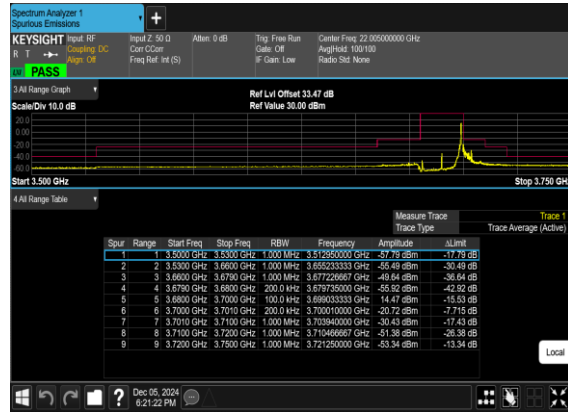 Spectrum Analyzer 1
Spurious Emissions
KEYSIGHT Input: RF Input Z: 50 Ω Atten: 0 dB Trig: Free Run Center Freq: 22.005000000 GHz
R T Coupling: DC Corr CCorr Gate: Off Avg|Hold: 100/100
Align: Off Freq Ref: Int (S) IF Gain: Low Radio Std: None
PASS
3 All Range Graph Ref Lvl Offset 33.47 dB
Scale/Div 10.0 dB Ref Value 30.00 dBm
20.0
0.00
-20.0
-40.0
-60.0
Start 3.500 GHz Stop 3.750 GHz
4 All Range Table
Measure Trace Trace 1
Trace Type Trace Average (Active)
Spur Range Start Freq Stop Freq RBW Frequency Amplitude ΔLimit
1 1 3.5000 GHz 3.5300 GHz 1.000 MHz 3.512950000 GHz -57.79 dBm -17.79 dB
2 2 3.5300 GHz 3.6600 GHz 1.000 MHz 3.655233333 GHz -55.49 dBm -30.49 dB
3 3 3.6600 GHz 3.6790 GHz 1.000 MHz 3.677226667 GHz -49.64 dBm -36.64 dB
4 4 3.6790 GHz 3.6800 GHz 200.0 kHz 3.679735000 GHz -55.92 dBm -42.92 dB
5 5 3.6800 GHz 3.7000 GHz 100.0 kHz 3.699033333 GHz 14.47 dBm -15.53 dB
6 6 3.7000 GHz 3.7010 GHz 200.0 kHz 3.700010000 GHz -20.72 dBm -7.715 dB
7 7 3.7010 GHz 3.7100 GHz 1.000 MHz 3.703940000 GHz -30.43 dBm -17.43 dB
8 8 3.7100 GHz 3.7200 GHz 1.000 MHz 3.710466667 GHz -51.38 dBm -26.38 dB
9 9 3.7200 GHz 3.7500 GHz 1.000 MHz 3.721250000 GHz -53.34 dBm -13.34 dB
Local
Dec 05, 2024
6:21:22 PM